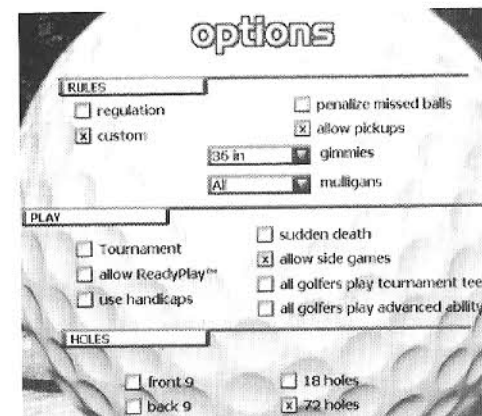 options
RULES
regulation
penalize missed balls
x custom
x allow pickups
36 in gimmies
All mulligans
PLAY
Tournament
sudden death
allow ReadyPlay™
x allow side games
use handicaps
all golfers play tournament tee
all golfers play advanced ability
HOLES
front 9
18 holes
back 9
x 72 holes